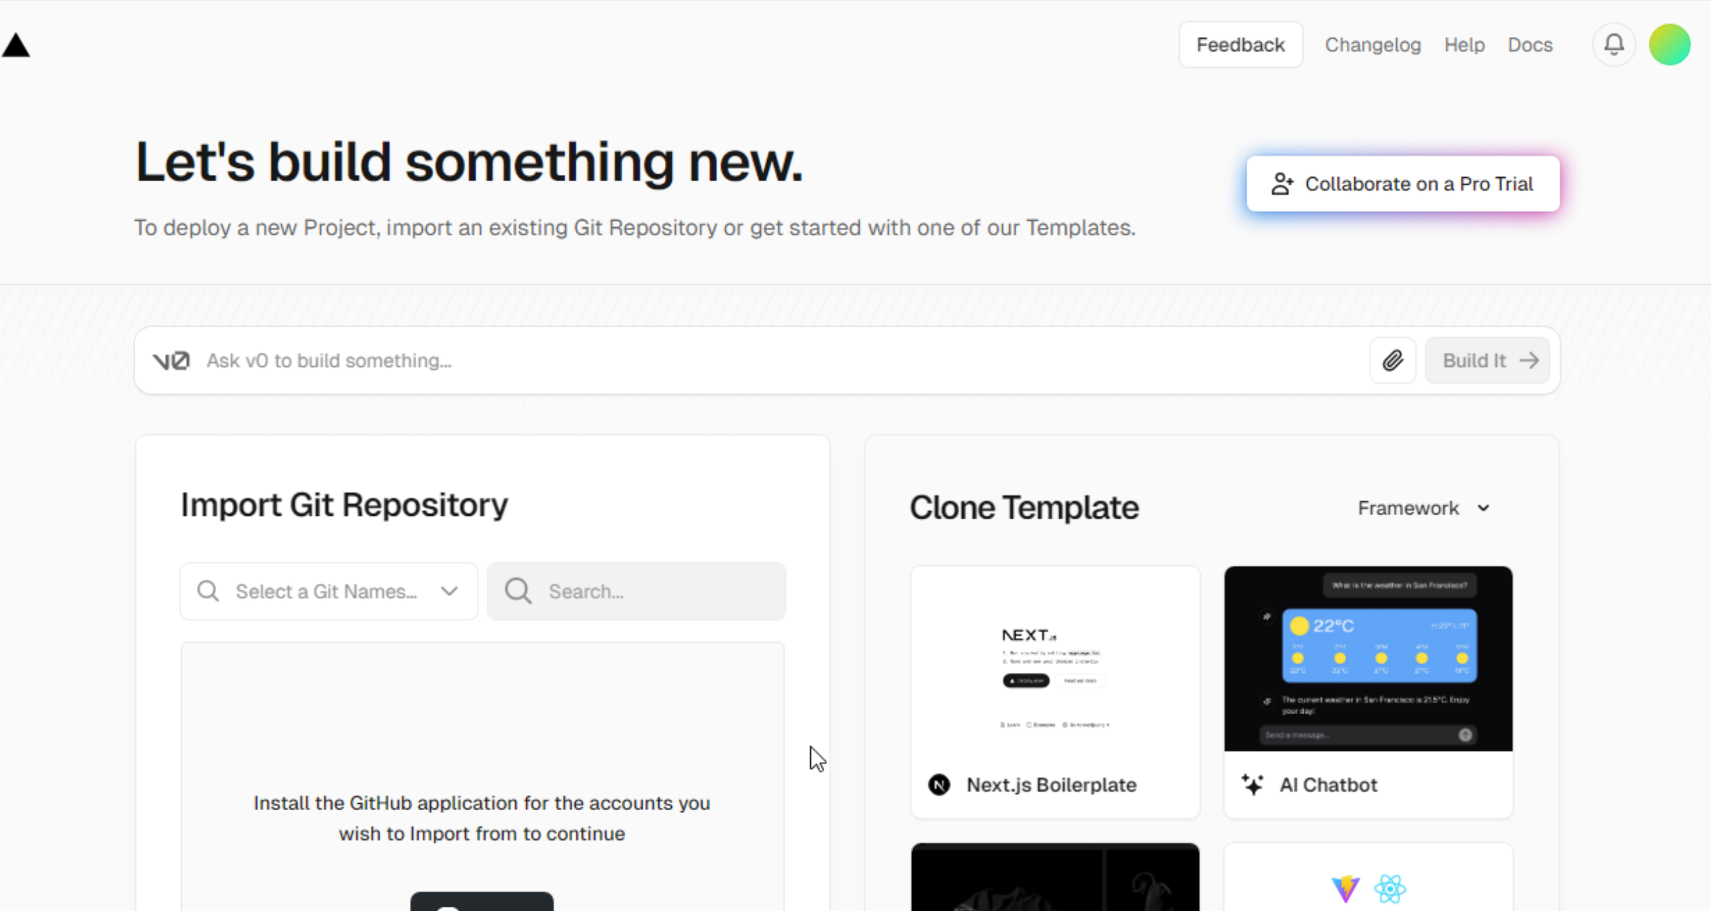 Feedback
Changelog
Help
Docs
Let's build something new.
Collaborate on a Pro Trial
To deploy a new Project, import an existing Git Repository or get started with one of our Templates.
v0 Ask v0 to build something...
Build It
Import Git Repository
Select a Git Names...
Search...
Install the GitHub application for the accounts you
wish to Import from to continue
Clone Template
Framework
NEXT.JS
Next.js Boilerplate
What is the weather in San Francisco?
22°C
The current weather in San Francisco is 21.5°C. Enjoy
your day!
Send a message...
AI Chatbot